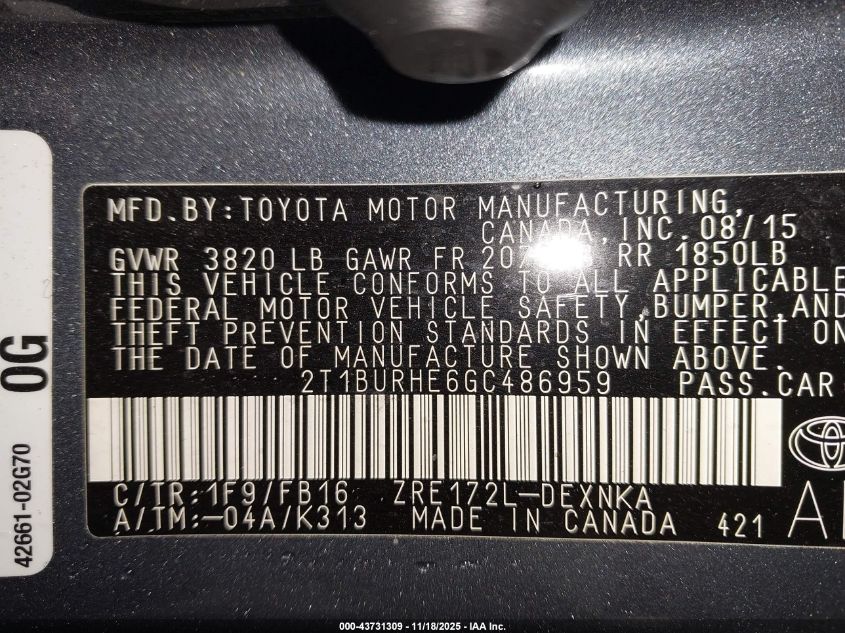 MFD.BY:TOYOTA MOTOR MANUFACTURING,
CANADA, INC. 08/15
GVWR 3820 LB GAWR FR RR 1850LB
THIS VEHICLE CONFORMS TO ALL APPLICABLE
FEDERAL MOTOR VEHICLE SAFETY, BUMPER, AND
THEFT PREVENTION STANDARDS IN EFFECT ON
THE DATE OF MANUFACTURE SHOWN ABOVE.
2T1BURHE6GC486959 PASS.CAR
C/TR:1F9/FB16 ZRE172L-DEXNKA
A/TM:-04A/K313 MADE IN CANADA 421
0G
42661-02G70
000-43731309 - 11/18/2025 - IAA Inc.